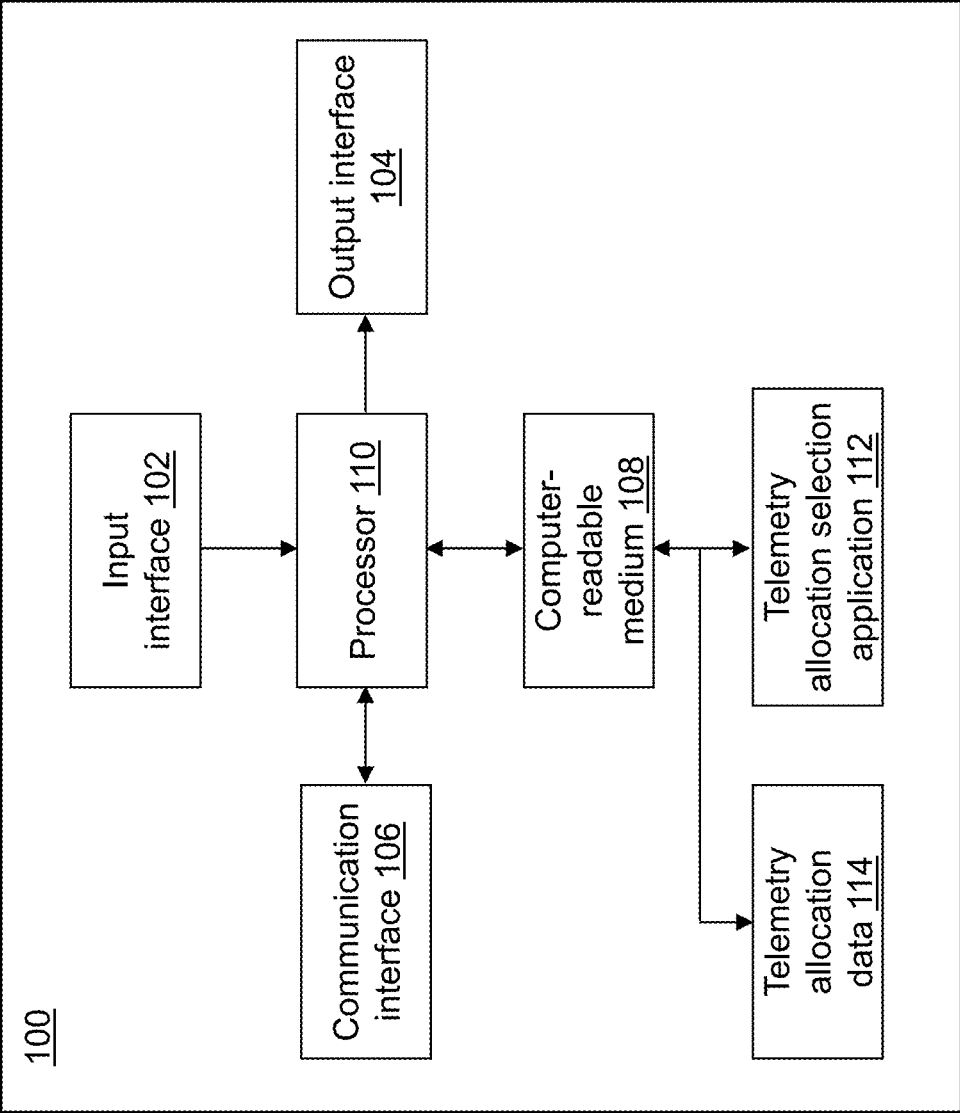 100
Input
interface 102
Communication
interface 106
Processor 110
Output interface
104
Computer-
readable
medium 108
Telemetry
allocation
data 114
Telemetry
allocation selection
application 112